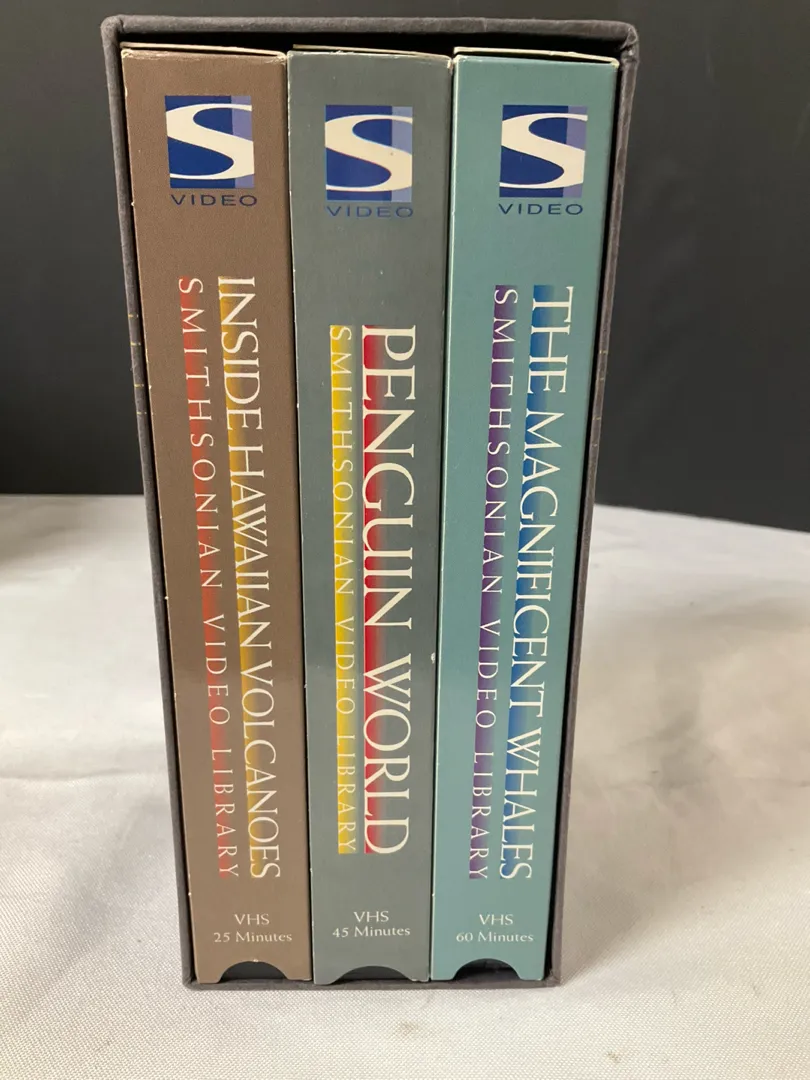 S
VIDEO
INSIDE HAWAIIAN VOLCANOES
SMITHSONIAN VIDEO LIBRARY
VHS
25 Minutes
S
VIDEO
PENGUIN WORLD
SMITHSONIAN VIDEO LIBRARY
VHS
45 Minutes
S
VIDEO
THE MAGNIFICENT WHALES
SMITHSONIAN VIDEO LIBRARY
VHS
60 Minutes